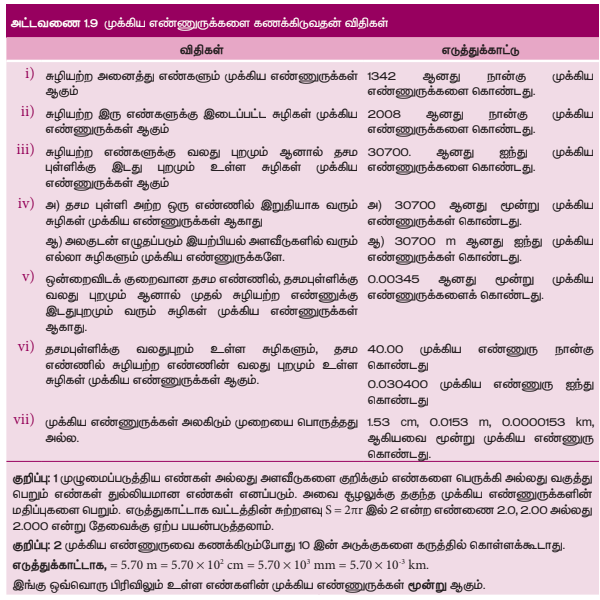 அட்டவணை 1.9 முக்கிய எண்ணுருக்களை கணக்கிடுவதன் விதிகள்
விதிகள்
எடுத்துக்காட்டு
i) சுழியற்ற அனைத்து எண்களும் முக்கிய எண்ணுருக்கள்
ஆகும்
1342 ஆனது நான்கு முக்கிய
எண்ணுருக்களை கொண்டது.
ii) சுழியற்ற இரு எண்களுக்கு இடைப்பட்ட சுழிகள் முக்கிய
எண்ணுருக்கள் ஆகும்
2008 ஆனது நான்கு முக்கிய
எண்ணுருக்களை கொண்டது.
iii) சுழியற்ற எண்களுக்கு வலது புறமும் ஆனால் தசம
புள்ளிக்கு இடது புறமும் உள்ள சுழிகள் முக்கிய
எண்ணுருக்கள் ஆகும்
30700. ஆனது ஐந்து முக்கிய
எண்ணுருக்களை கொண்டது.
iv) அ) தசம புள்ளி அற்ற ஒரு எண்ணில் இறுதியாக வரும்
சுழிகள் முக்கிய எண்ணுருக்கள் ஆகாது
அ) 30700 ஆனது மூன்று முக்கிய
எண்ணுருக்கள் கொண்டது.
ஆ) அலகுடன் எழுதப்படும் இயற்பியல் அளவீடுகளில் வரும்
எல்லா சுழிகளும் முக்கிய எண்ணுருக்களே.
ஆ) 30700 m ஆனது ஐந்து முக்கிய
எண்ணுருக்கள் கொண்டது.
v) ஒன்றைவிடக் குறைவான தசம எண்ணில், தசமபுள்ளிக்கு
வலது புறமும் ஆனால் முதல் சுழியற்ற எண்ணுக்கு
இடதுபுறமும் வரும் சுழிகள் முக்கிய எண்ணுருக்கள்
ஆகாது.
0.00345 ஆனது மூன்று முக்கிய
எண்ணுருக்களைக் கொண்டது.
vi) தசமபுள்ளிக்கு வலதுபுறம் உள்ள சுழிகளும், தசம
எண்ணில் சுழியற்ற எண்ணின் வலது புறமும் உள்ள
சுழிகள் முக்கிய எண்ணுருக்கள் ஆகும்.
40.00 முக்கிய எண்ணுரு நான்கு
கொண்டது
0.030400 முக்கிய எண்ணுரு ஐந்து
கொண்டது
vii) முக்கிய எண்ணுருக்கள் அலகிடும் முறையை பொருத்தது
அல்ல.
1.53 cm, 0.0153 m, 0.0000153 km,
ஆகியவை மூன்று முக்கிய எண்ணுரு
கொண்டது.
குறிப்பு: 1 முழுமைப்படுத்திய எண்கள் அல்லது அளவீடுகளை குறிக்கும் எண்களை பெருக்கி அல்லது வகுத்து
பெறும் எண்கள் துல்லியமான எண்கள் எனப்படும். அவை சூழலுக்கு தகுந்த முக்கிய எண்ணுருக்களின்
மதிப்புகளை பெறும். எடுத்துகாட்டாக வட்டத்தின் சுற்றளவு S = 2πr இல் 2 என்ற எண்ணை 2.0, 2.00 அல்லது
2.000 என்று தேவைக்கு ஏற்ப பயன்படுத்தலாம்.
குறிப்பு: 2 முக்கிய எண்ணுருவை கணக்கிடும்போது 10 இன் அடுக்குகளை கருத்தில் கொள்ளக்கூடாது.
எடுத்துக்காட்டாக, = 5.70 m = 5.70 × 10² cm = 5.70 × 10³ mm = 5.70 × 10⁻³ km.
இங்கு ஒவ்வொரு பிரிவிலும் உள்ள எண்களின் முக்கிய எண்ணுருக்கள் மூன்று ஆகும்.